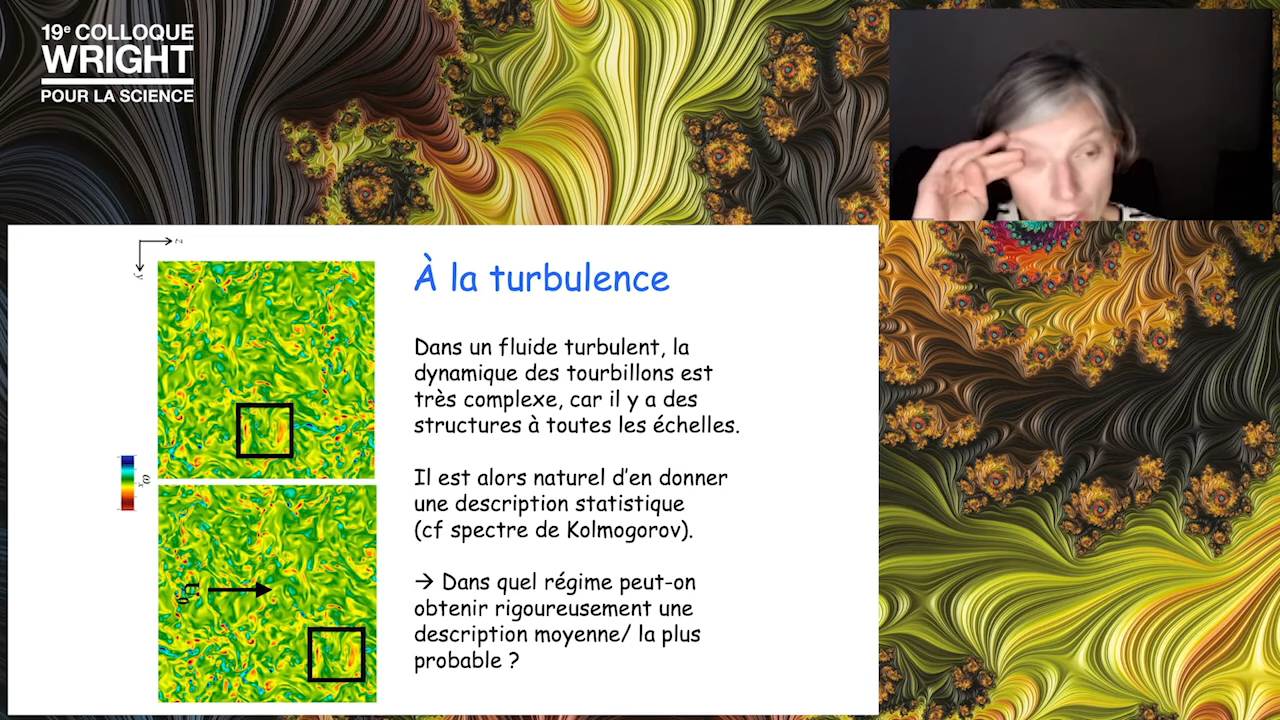 19e COLLOQUE
WRIGHT
POUR LA SCIENCE
z
y
À la turbulence
Dans un fluide turbulent, la
dynamique des tourbillons est
très complexe, car il y a des
structures à toutes les échelles.
Il est alors naturel d'en donner
une description statistique
(cf spectre de Kolmogorov).
→ Dans quel régime peut-on
obtenir rigoureusement une
description moyenne/ la plus
probable ?